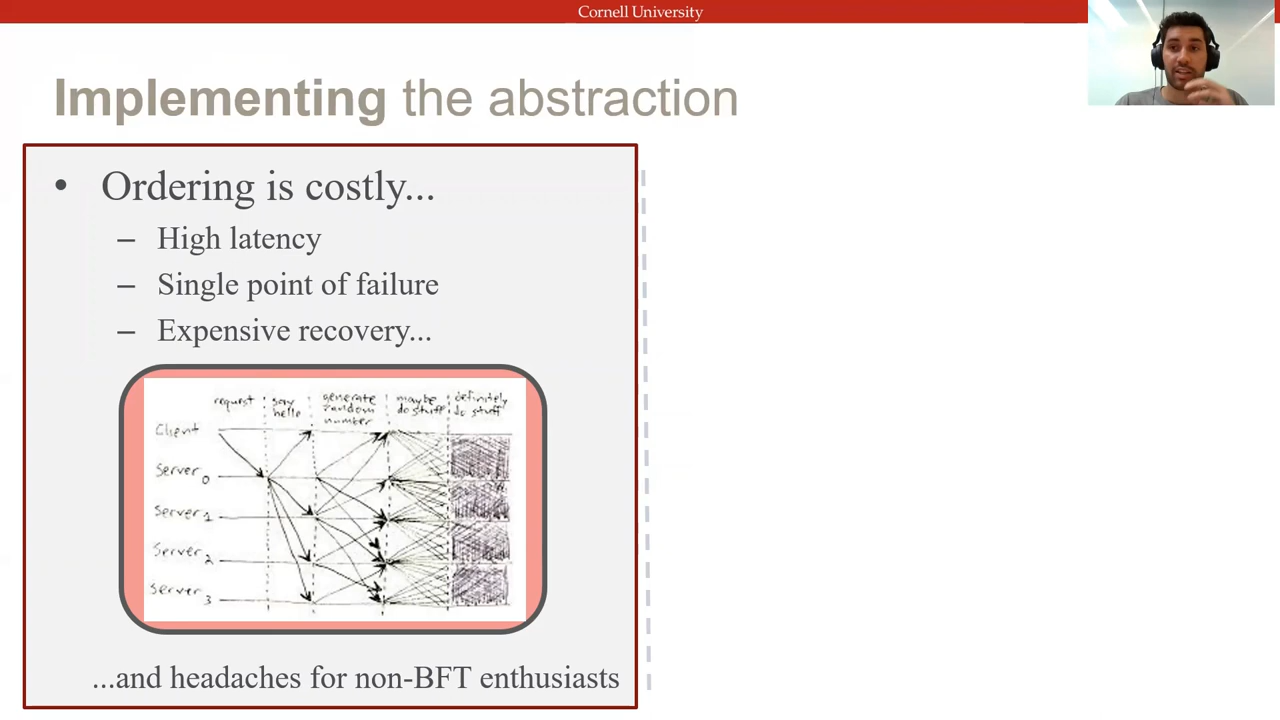 Cornell University
Implementing the abstraction
• Ordering is costly...
– High latency
– Single point of failure
– Expensive recovery...
request say hello generate random number maybe do stuff definitely do stuff
Client
Server 0
Server 1
Server 2
Server 3
...and headaches for non-BFT enthusiasts